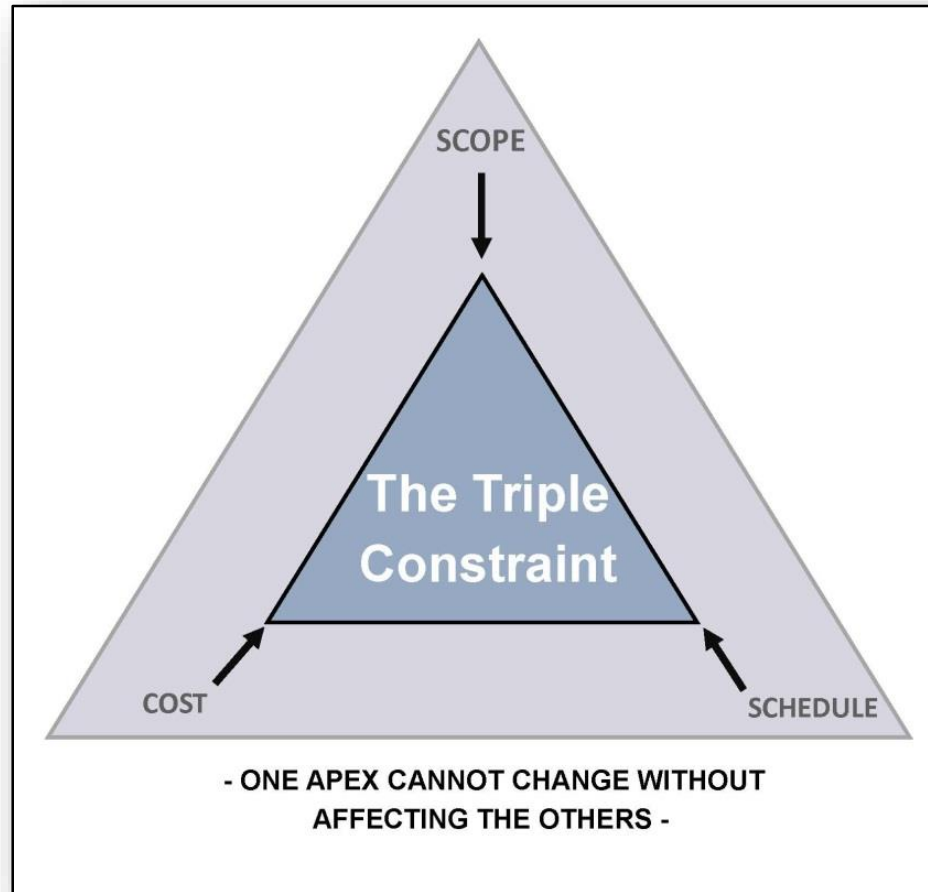 SCOPE
The Triple
Constraint
COST
SCHEDULE
- ONE APEX CANNOT CHANGE WITHOUT
AFFECTING THE OTHERS -